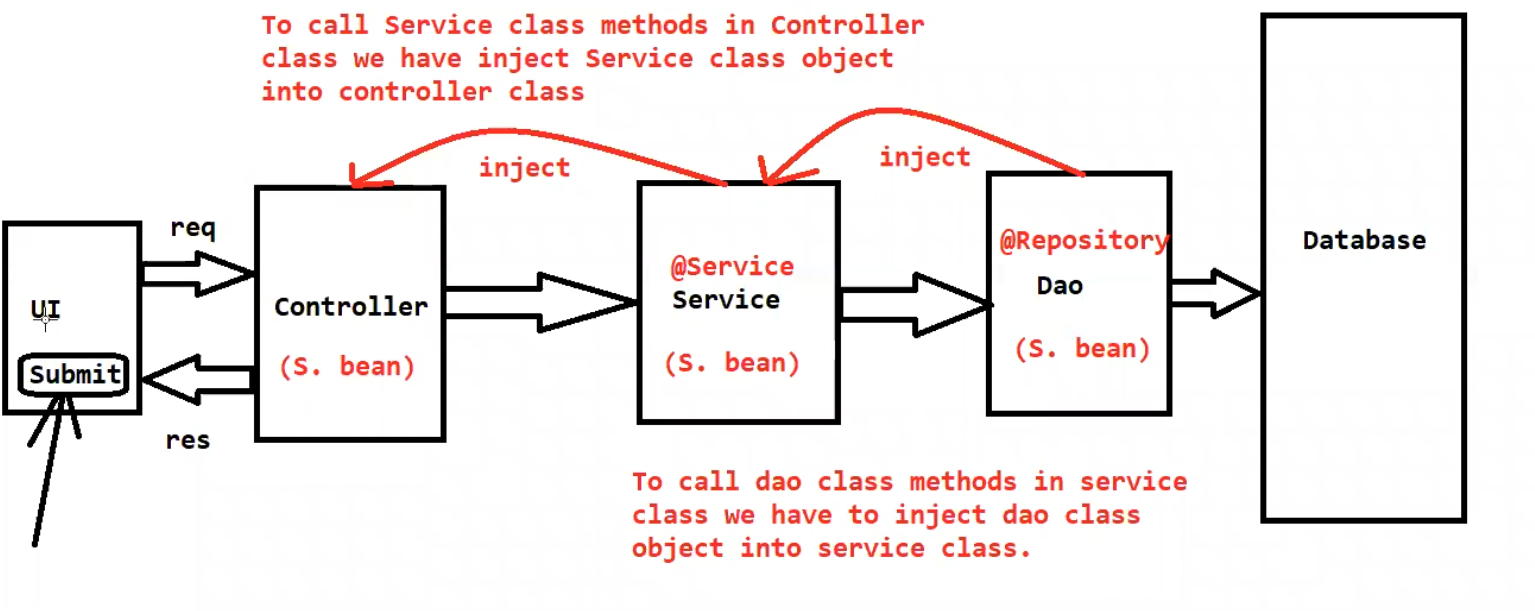 To call Service class methods in Controller
class we have inject Service class object
into controller class
inject
inject
req
UI
Submit
res
Controller
(S. bean)
@Service
Service
(S. bean)
@Repository
Dao
(S. bean)
Database
To call dao class methods in service
class we have to inject dao class
object into service class.